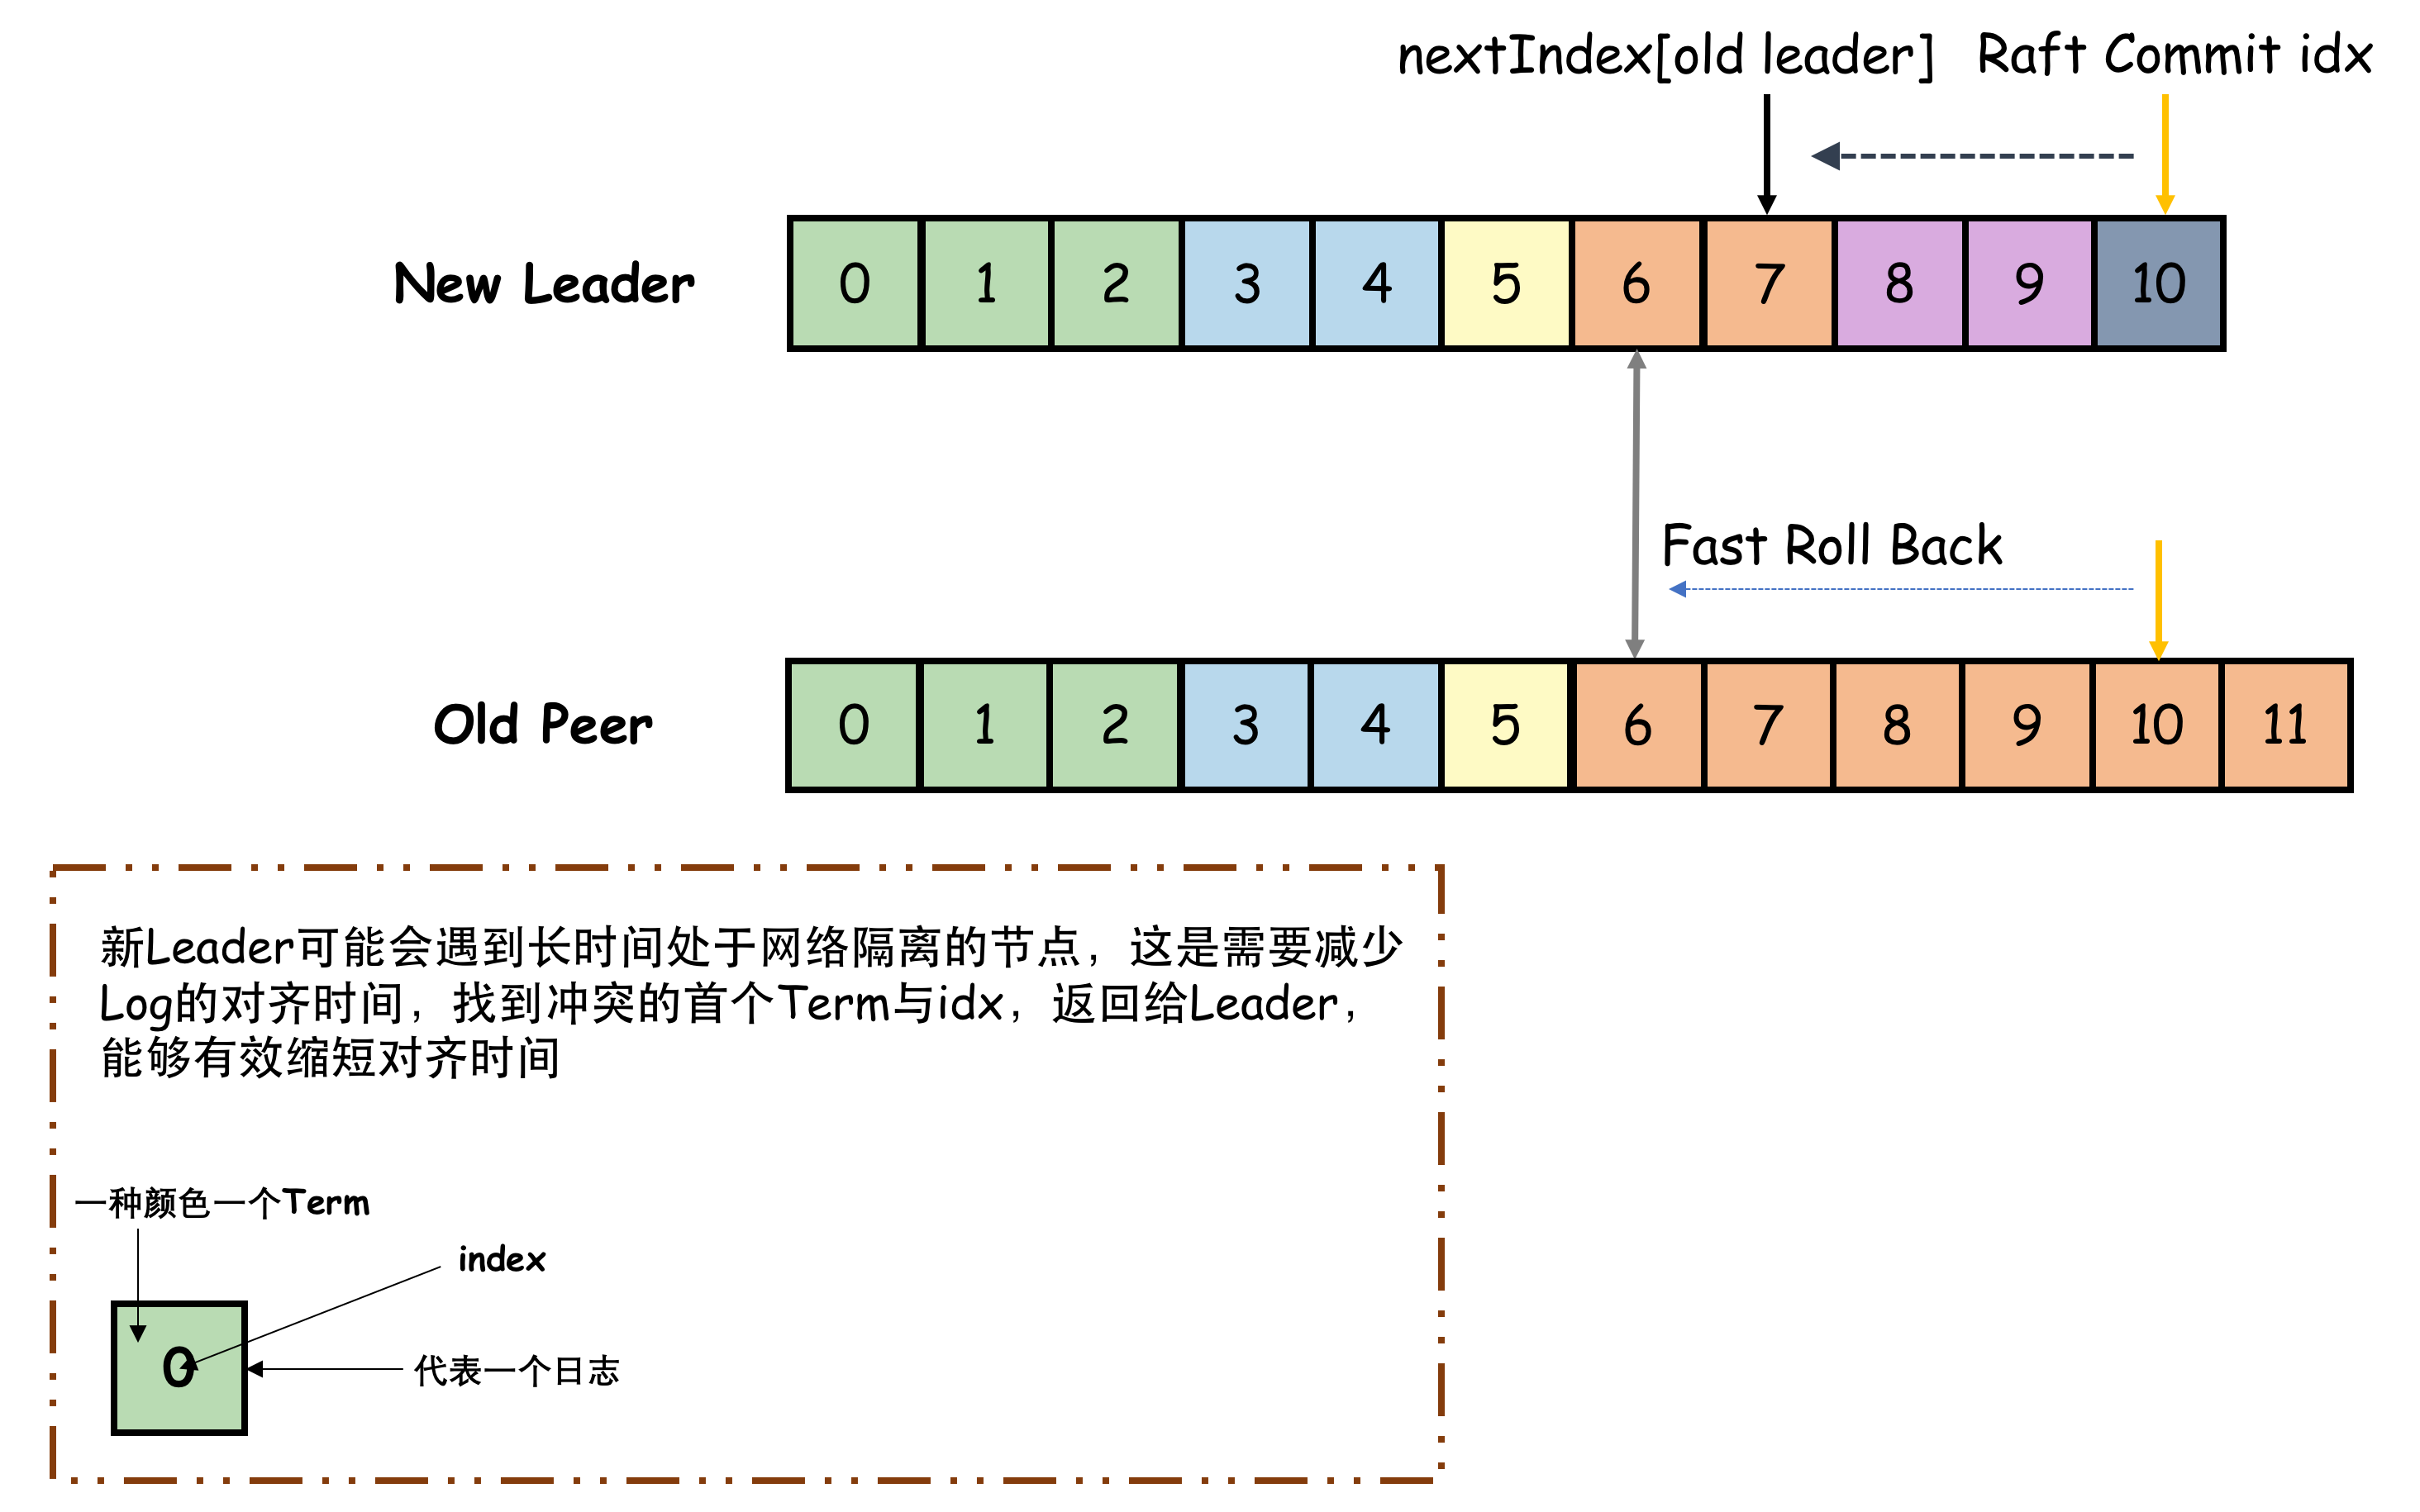 nextIndex[old leader] Raft Commit idx
New Leader 0 1 2 3 4 5 6 7 8 9 10
Fast Roll Back
Old Peer 0 1 2 3 4 5 6 7 8 9 10 11
新Leader可能会遇到长时间处于网络隔离的节点，这是需要减少
Log的对齐时间，找到冲突的首个Term与idx，返回给Leader，
能够有效缩短对齐时间
一种颜色一个Term
index
0
代表一个日志